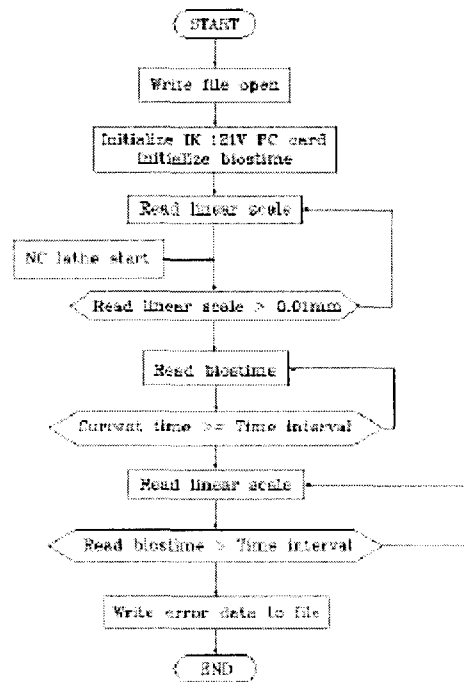 START
Write file open
Initialize IK 121V PC card
Initialize biostime
Read linear scale
NC lathe start
Read linear scale > 0.01mm
Read biostime
Current time >= Time interval
Read linear scale
Read biostime > Time interval
Write error data to file
END